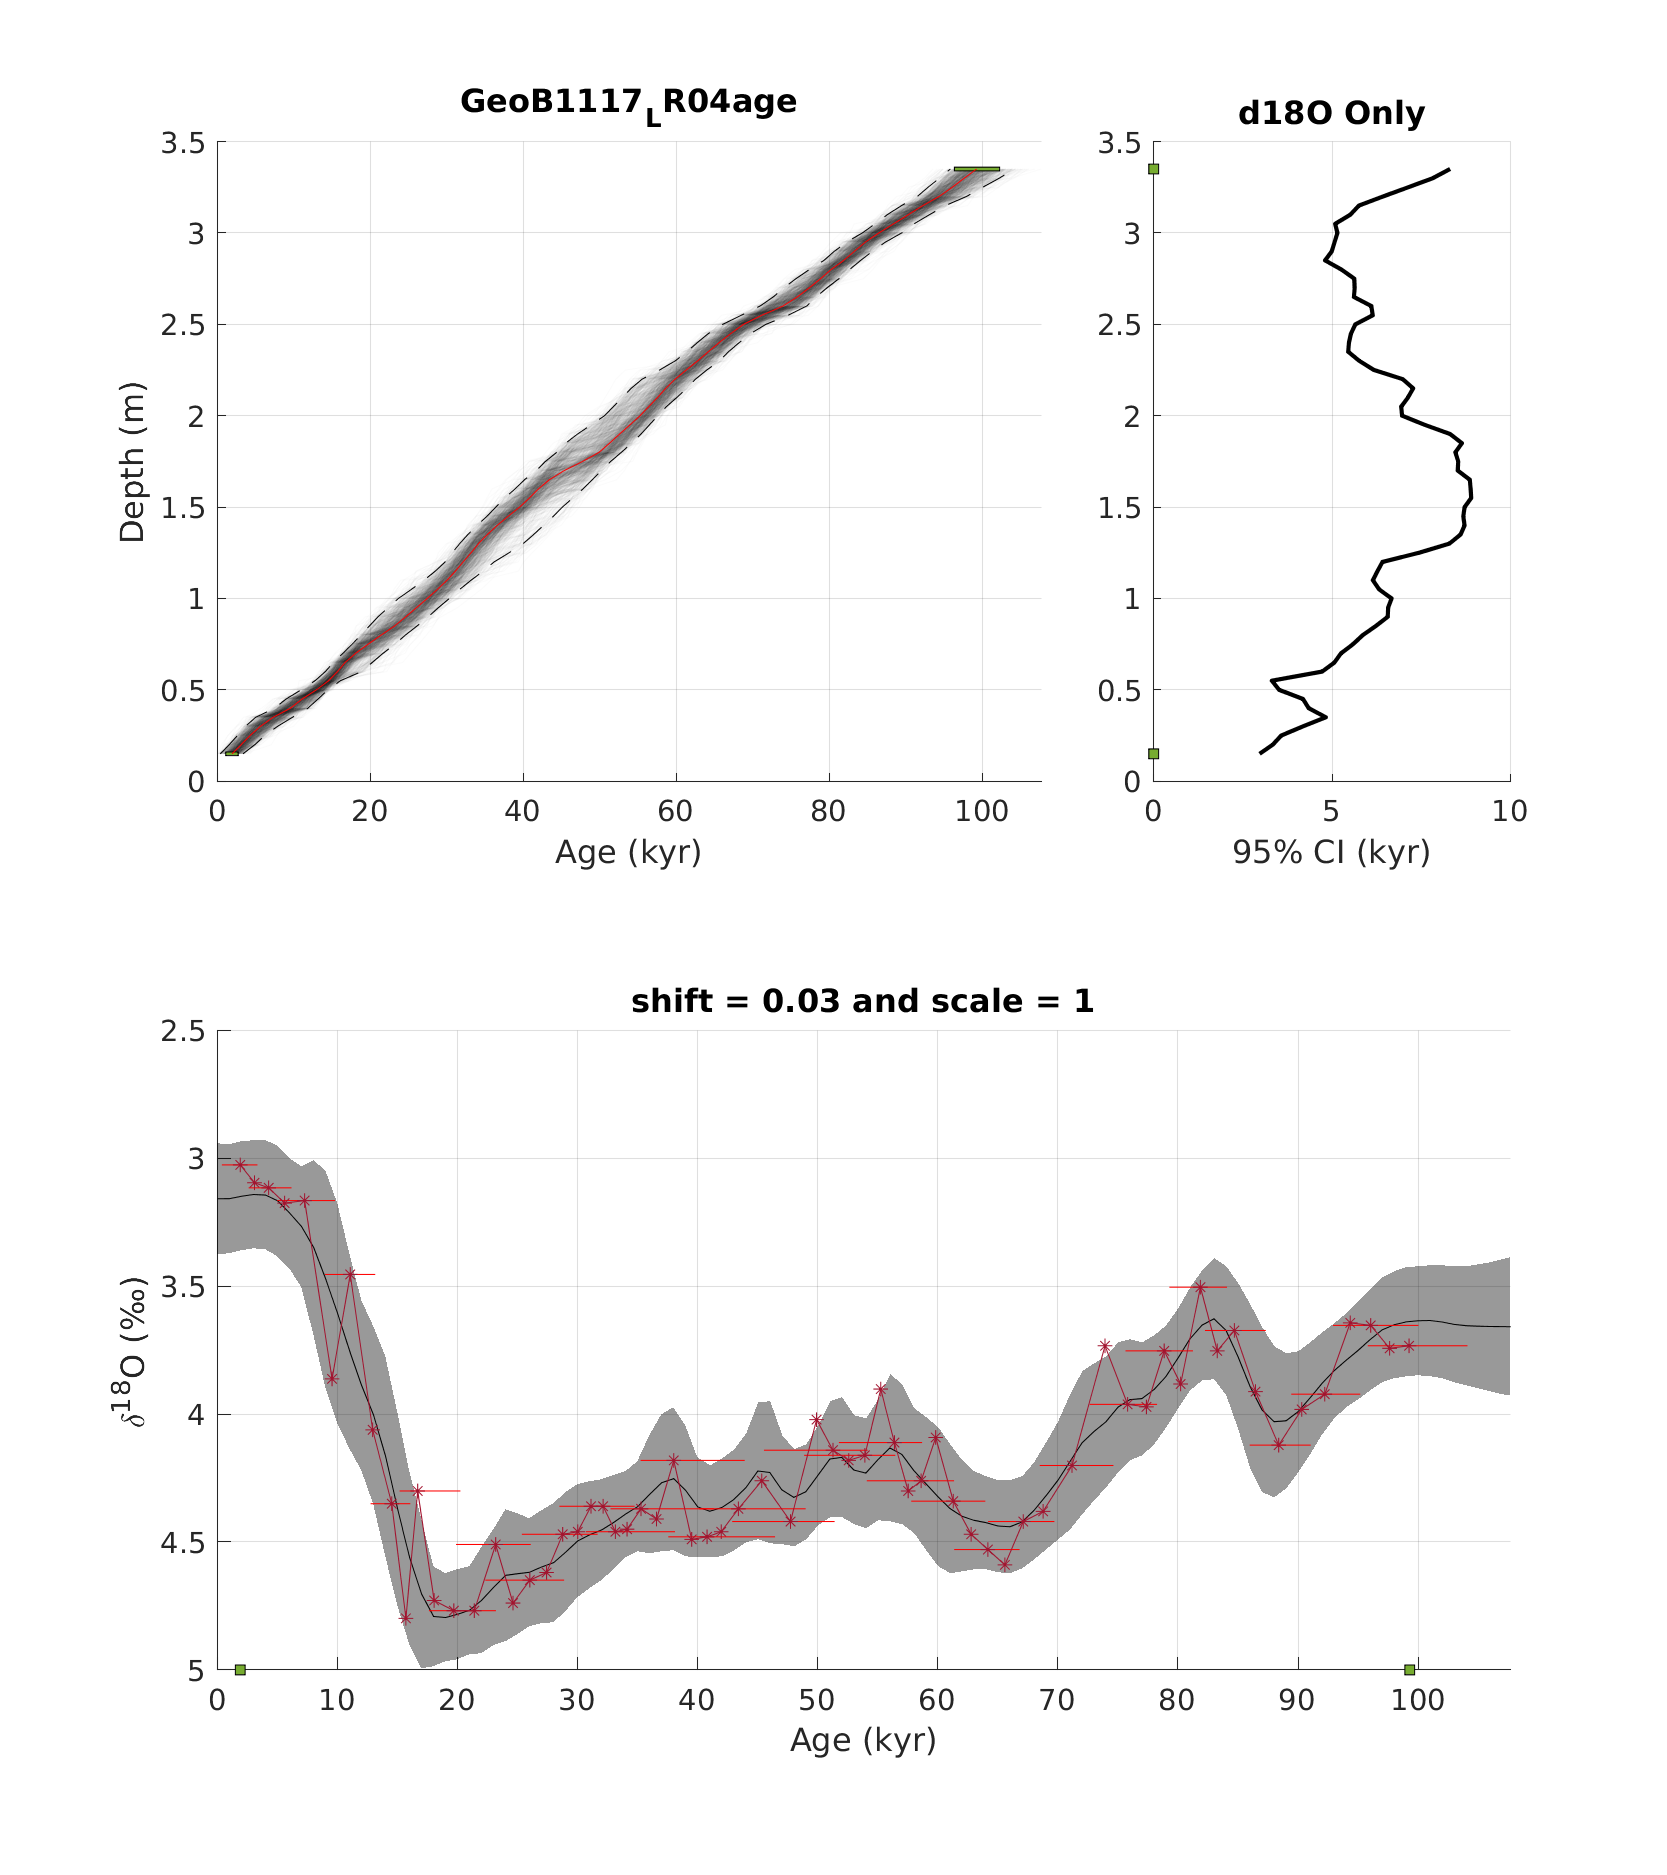 GeoB1117LR04age
3.5
3
2.5
2
1.5
1
0.5
0
Depth (m)
0 20 40 60 80 100
Age (kyr)
d18O Only
3.5
3
2.5
2
1.5
1
0.5
0
0 5 10
95% CI (kyr)
shift = 0.03 and scale = 1
2.5
3
3.5
4
4.5
5
δ18O (‰)
0 10 20 30 40 50 60 70 80 90 100
Age (kyr)